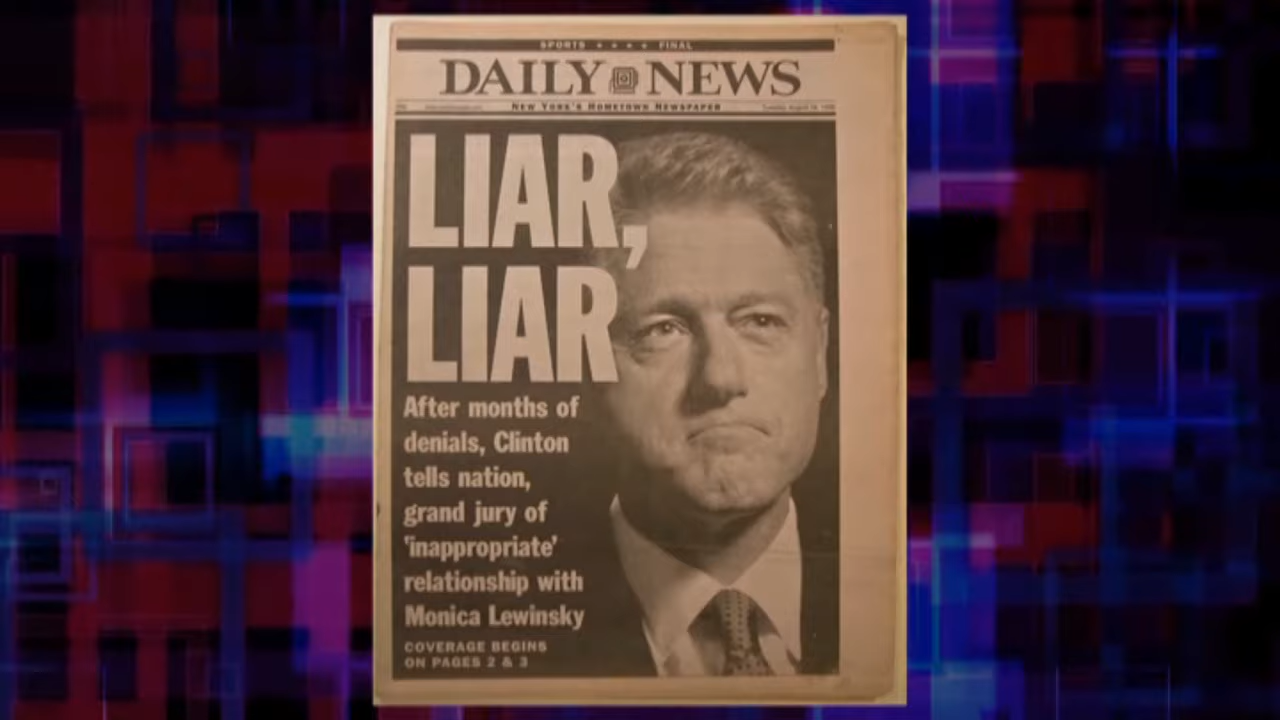 SPORTS ★ ★ ★ ★ FINAL
DAILY NEWS
NEW YORK'S HOMETOWN NEWSPAPER
LIAR,
LIAR
After months of
denials, Clinton
tells nation,
grand jury of
'inappropriate'
relationship with
Monica Lewinsky
COVERAGE BEGINS
ON PAGES 2 & 3